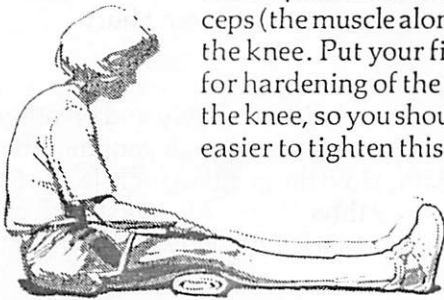 ceps (the muscle alon
the knee. Put your fi
for hardening of the
the knee, so you shou
easier to tighten this